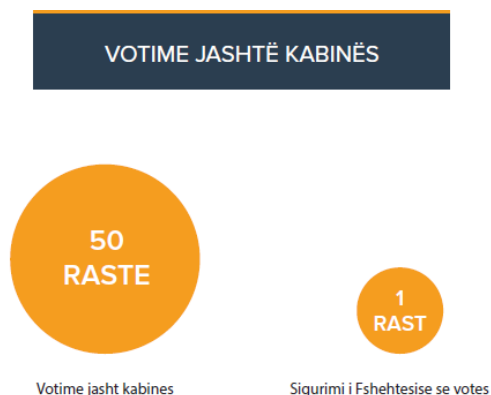 VOTIME JASHTË KABINËS
50
RASTE
1
RAST
Votime jasht kabines
Sigurimi i Fshehtesise se votes